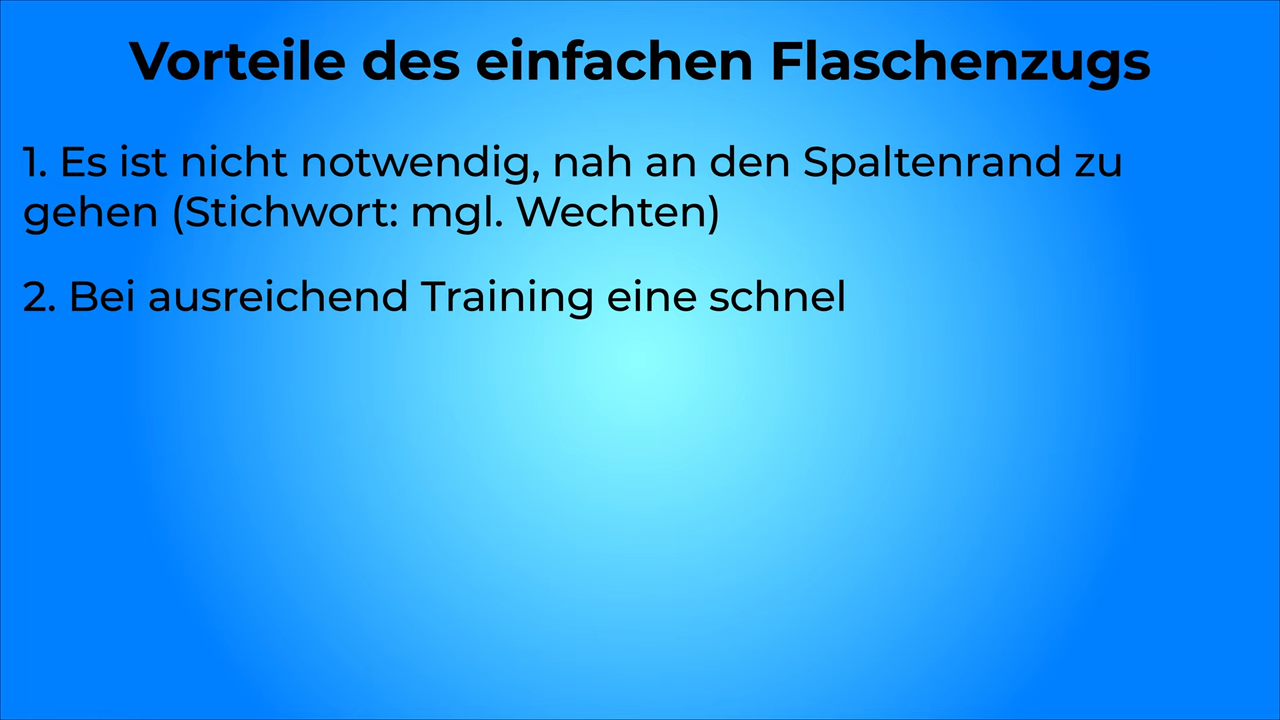 Vorteile des einfachen Flaschenzugs
1. Es ist nicht notwendig, nah an den Spaltenrand zu
gehen (Stichwort: mgl. Wechten)
2. Bei ausreichend Training eine schnel